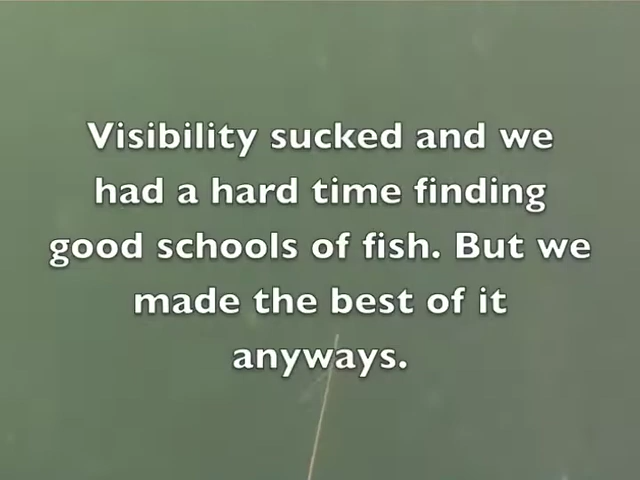 Visibility sucked and we
had a hard time finding
good schools of fish. But we
made the best of it
anyways.